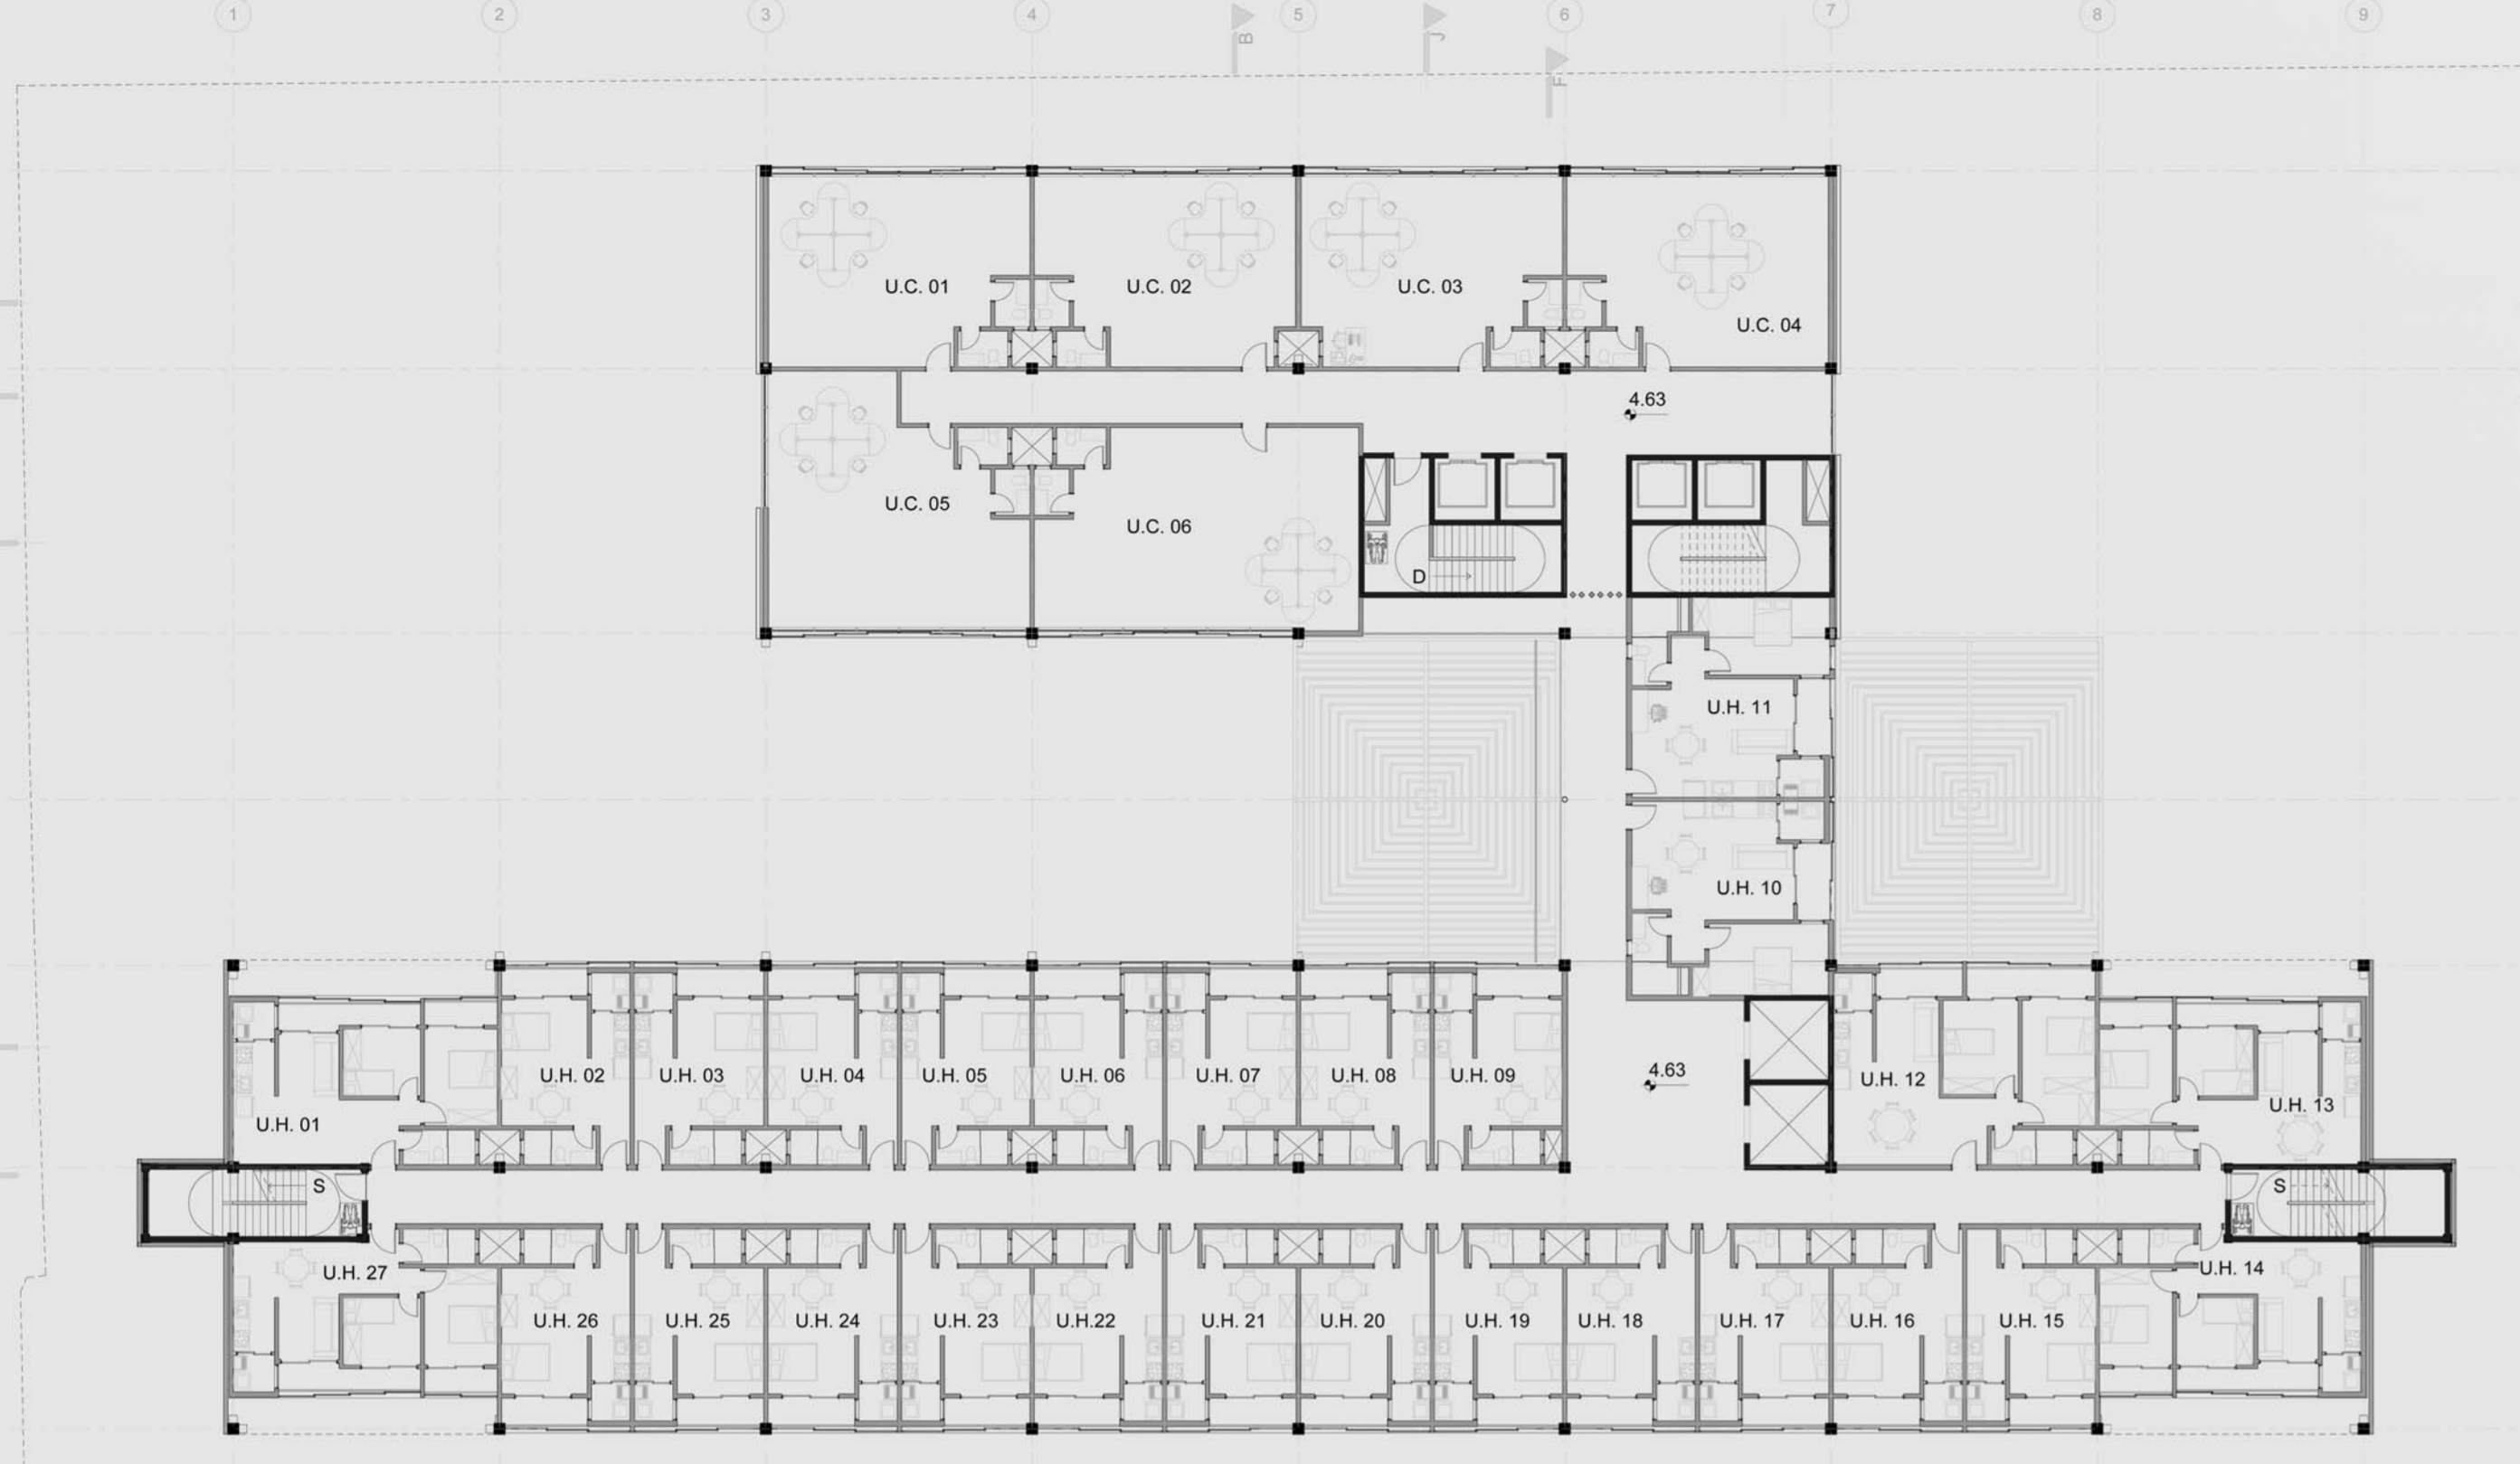 1 2 3 4 5 6 7 8 9
B J F
U.C. 01 U.C. 02 U.C. 03
U.C. 04
4.63
U.C. 05
U.C. 06
D
U.H. 11
U.H. 10
4.63
U.H. 02 U.H. 03 U.H. 04 U.H. 05 U.H. 06 U.H. 07 U.H. 08 U.H. 09 U.H. 12
U.H. 01 U.H. 13
S S
U.H. 27 U.H. 14
U.H. 26 U.H. 25 U.H. 24 U.H. 23 U.H.22 U.H. 21 U.H. 20 U.H. 19 U.H. 18 U.H. 17 U.H. 16 U.H. 15